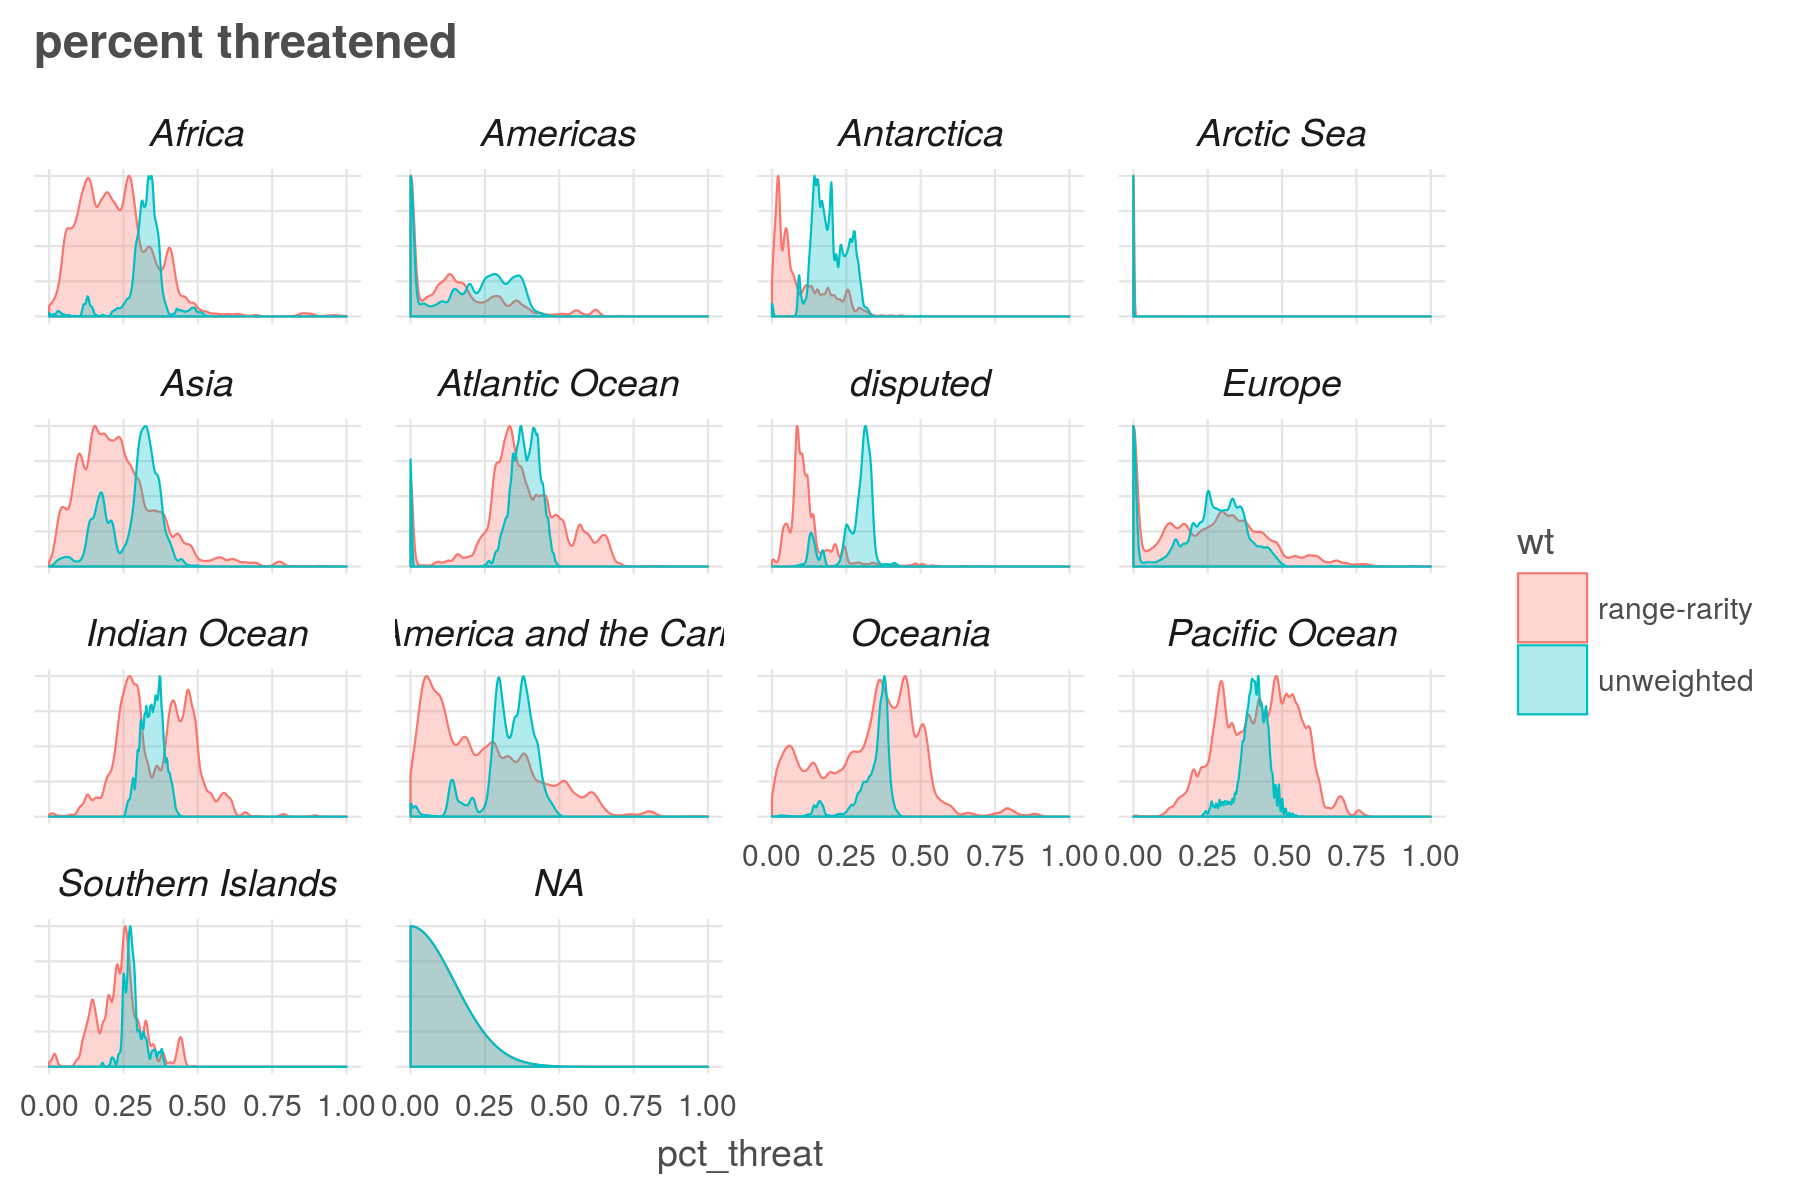 percent threatened
Africa Americas Antarctica Arctic Sea
Asia Atlantic Ocean disputed Europe
wt
range-rarity
unweighted
Indian Ocean America and the Cari Oceania Pacific Ocean
0.00 0.25 0.50 0.75 1.00 0.00 0.25 0.50 0.75 1.00
Southern Islands NA
0.00 0.25 0.50 0.75 1.00 0.00 0.25 0.50 0.75 1.00
pct_threat